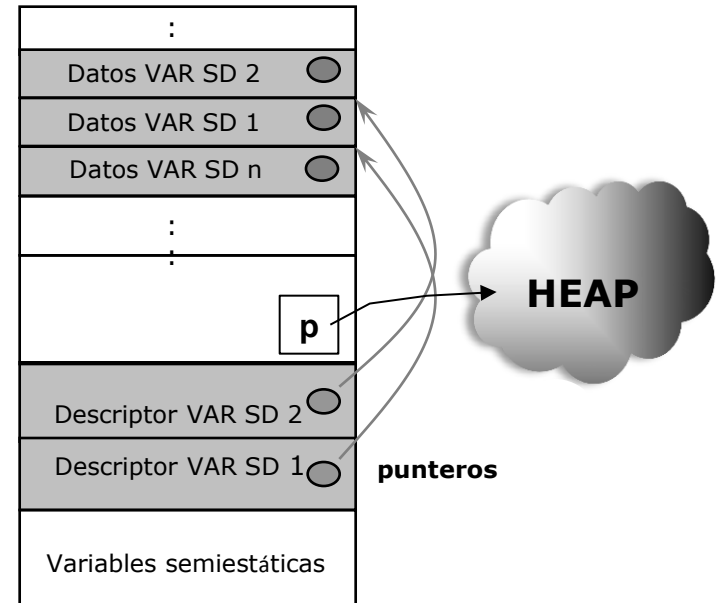 :
Datos VAR SD 2
Datos VAR SD 1
Datos VAR SD n
:
:
p
HEAP
Descriptor VAR SD 2
Descriptor VAR SD 1
punteros
Variables semiestáticas